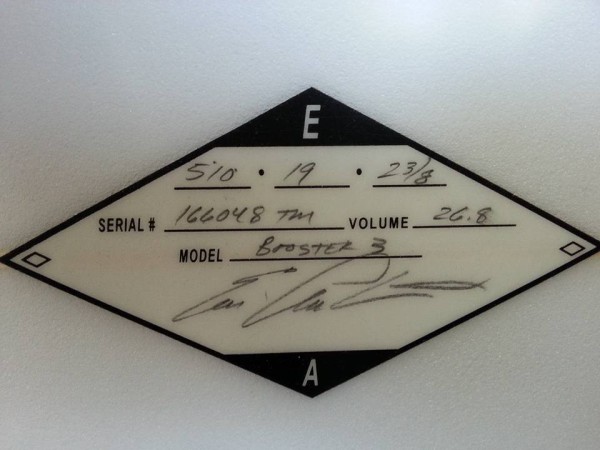 E
5'10 • 19 • 2 3/8
SERIAL # 166048 TM VOLUME 26.8
MODEL BOOSTER 3
A